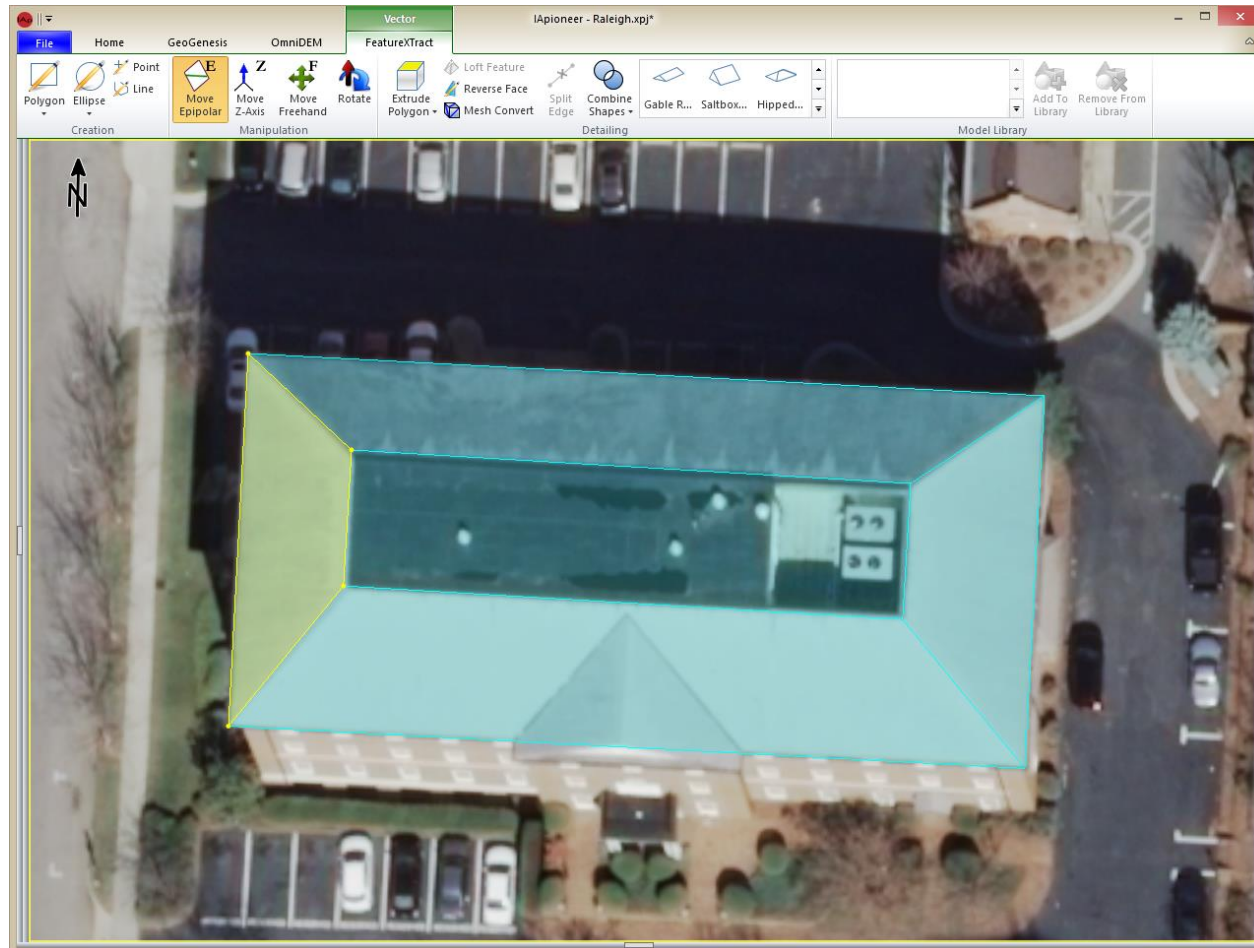 IAp
Vector
IApioneer - Raleigh.xpj*
File Home GeoGenesis OmniDEM FeatureXTract
Polygon
Ellipse
Point
Line
Creation
E
Move
Epipolar
Z
Move
Z-Axis
F
Move
Freehand
Rotate
Manipulation
Extrude
Polygon
Loft Feature
Reverse Face
Mesh Convert
Split
Edge
Combine
Shapes
Gable R... Saltbox... Hipped...
Detailing
Add To
Library
Remove From
Library
Model Library
N